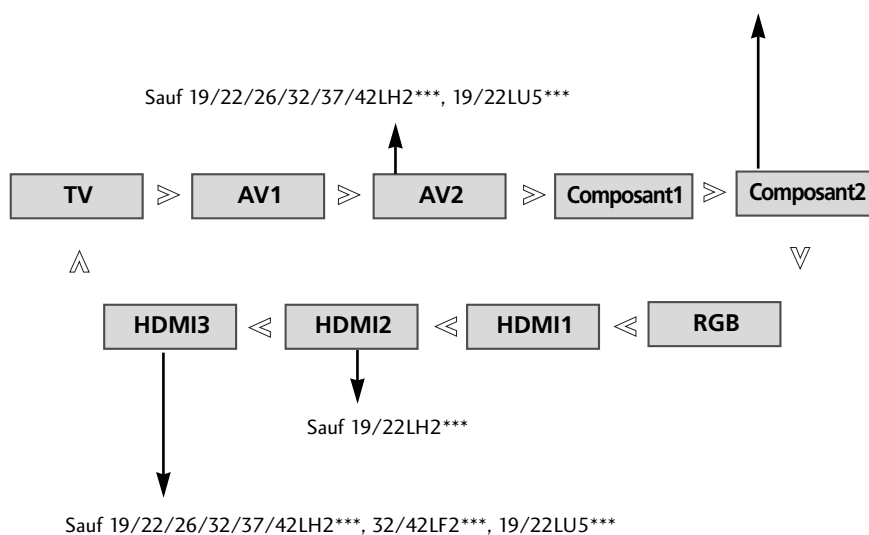 Sauf 19/22/26/32/37/42LH2***, 19/22LU5***
TV AV1 AV2 Composant1 Composant2
HDMI3 HDMI2 HDMI1 RGB
Sauf 19/22LH2***
Sauf 19/22/26/32/37/42LH2***, 32/42LF2***, 19/22LU5***